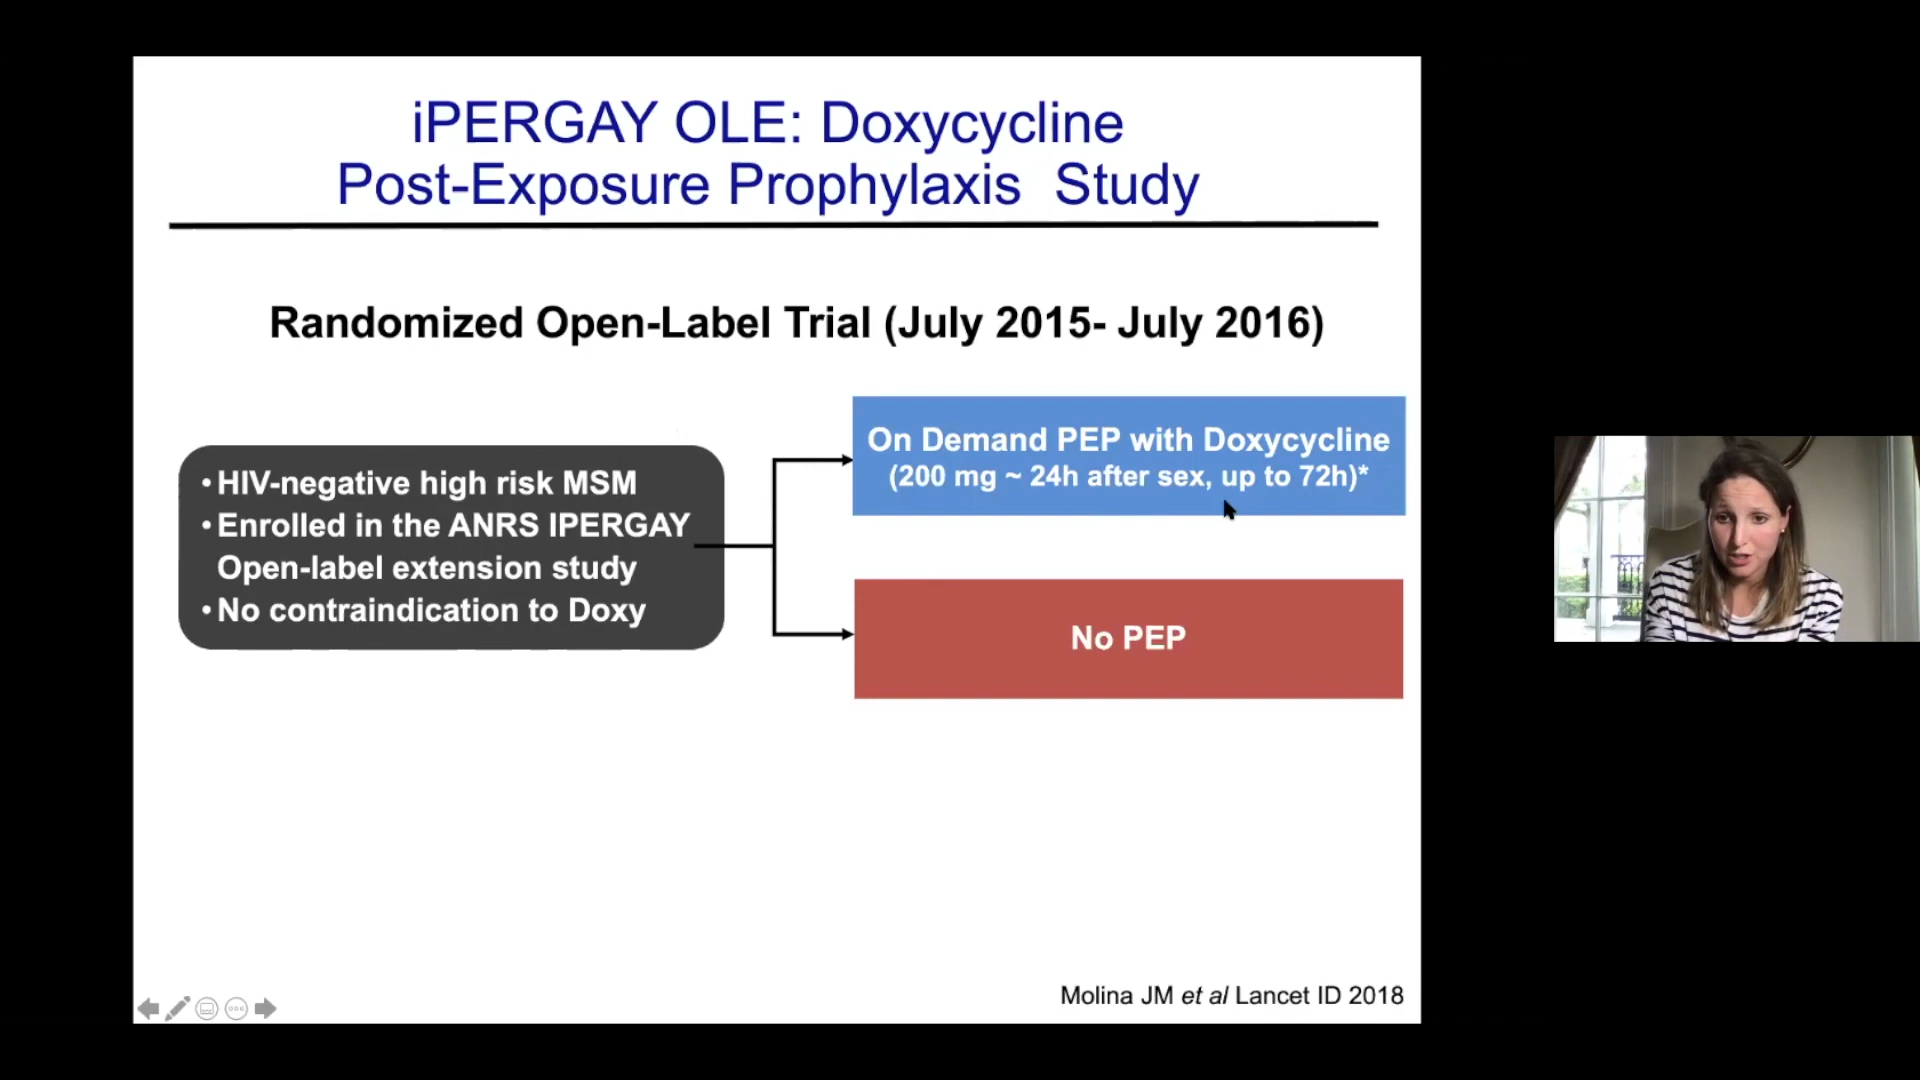 iPERGAY OLE: Doxycycline
Post-Exposure Prophylaxis Study
Randomized Open-Label Trial (July 2015- July 2016)
• HIV-negative high risk MSM
• Enrolled in the ANRS IPERGAY
Open-label extension study
• No contraindication to Doxy
On Demand PEP with Doxycycline
(200 mg ~ 24h after sex, up to 72h)*
No PEP
Molina JM et al Lancet ID 2018